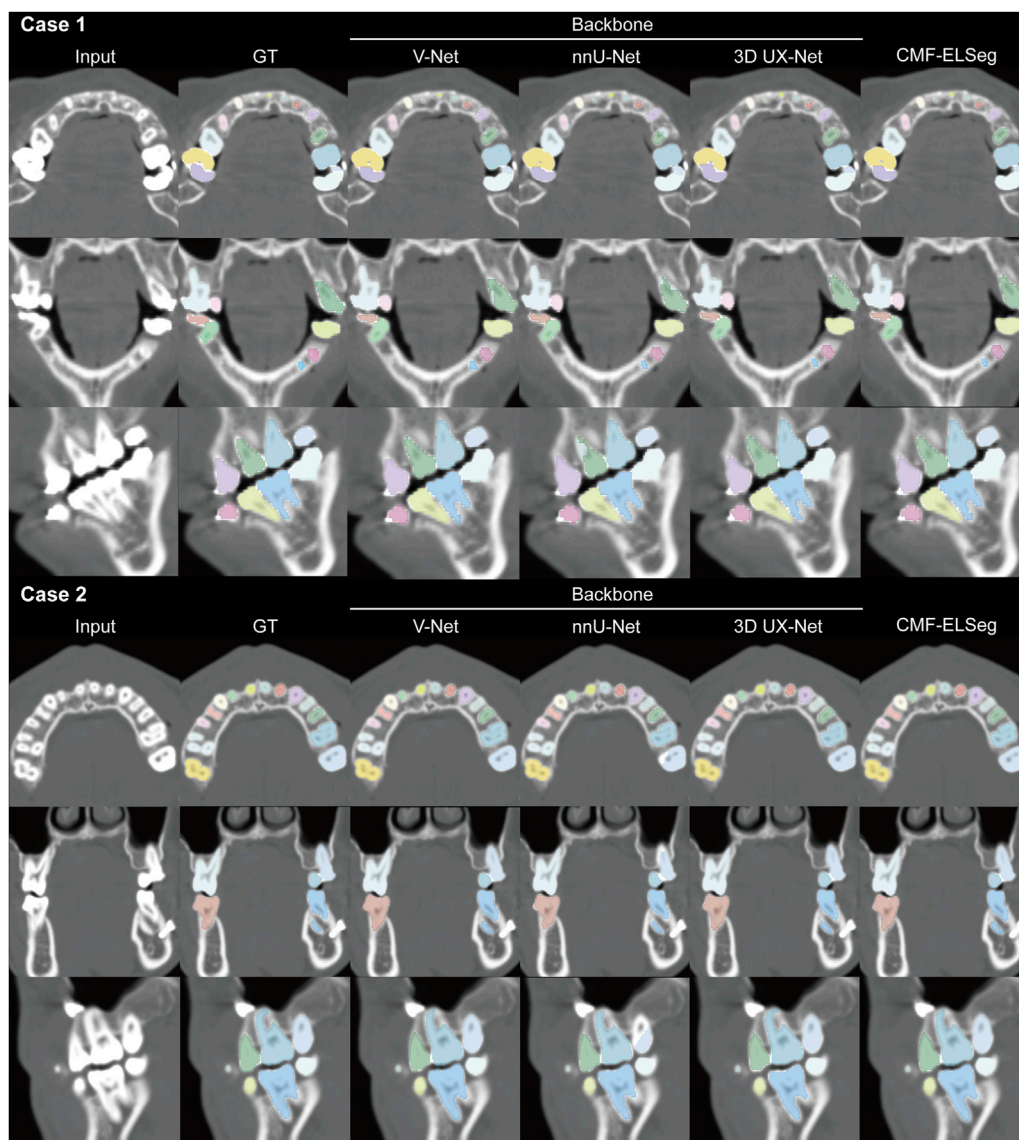 Case 1
Backbone
Input GT V-Net nnU-Net 3D UX-Net CMF-ELSeg
Case 2
Backbone
Input GT V-Net nnU-Net 3D UX-Net CMF-ELSeg